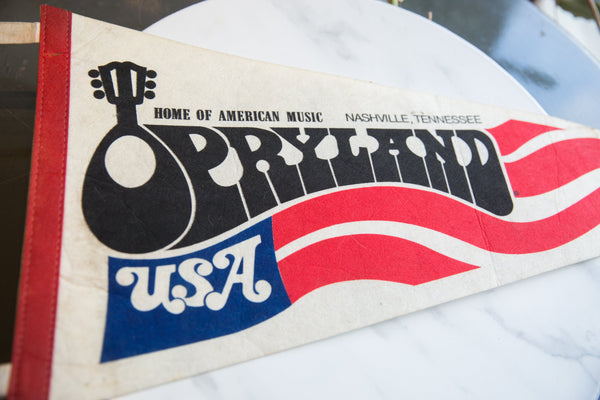 HOME OF AMERICAN MUSIC NASHVILLE, TENNESSEE
OPRYLAND
USA